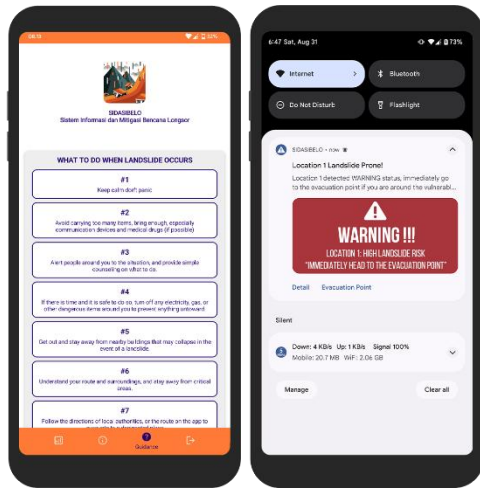 SIDASIBELO
Sistem Informasi dan Mitigasi Bencana Longsor
WHAT TO DO WHEN LANDSLIDE OCCURS
#1
Keep calm don't panic
#2
Avoid carrying too many items, bring enough, especially
communication devices and medical drugs (if possible)
#3
Alert people around you to the situation, and provide simple
counseling on what to do.
#4
If there is time and it is safe to do so, turn off any electricity, gas, or
other dangerous items around you to prevent anything untoward
#5
Get out and stay away from nearby buildings that may collapse in the
event of a landslide.
#6
Understand your route and surroundings, and stay away from critical
areas.
#7
Follow the directions of local authorities, or the route on the app to
Guidance
6:47 Sat, Aug 31
73%
Internet
Bluetooth
Do Not Disturb
Flashlight
SIDASIBELO • now
Location 1 Landslide Prone!
Location 1 detected WARNING status, immediately go
to the evacuation point if you are around the vulnerabl...
WARNING !!!
LOCATION 1: HIGH LANDSLIDE RISK
"IMMEDIATELY HEAD TO THE EVACUATION POINT"
Detail Evacuation Point
Silent
Down: 4 KB/s Up: 1 KB/s Signal 100%
Mobile: 20.7 MB WiFi: 2.06 GB
Manage Clear all